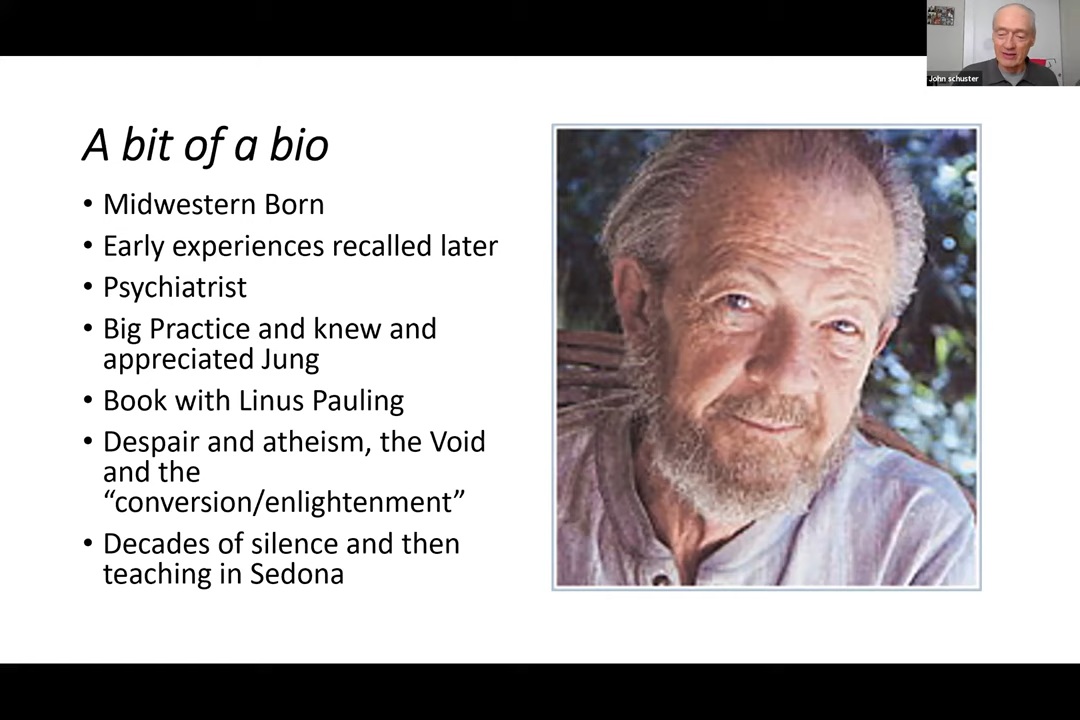 John schuster
A bit of a bio
• Midwestern Born
• Early experiences recalled later
• Psychiatrist
• Big Practice and knew and
appreciated Jung
• Book with Linus Pauling
• Despair and atheism, the Void
and the
“conversion/enlightenment”
• Decades of silence and then
teaching in Sedona